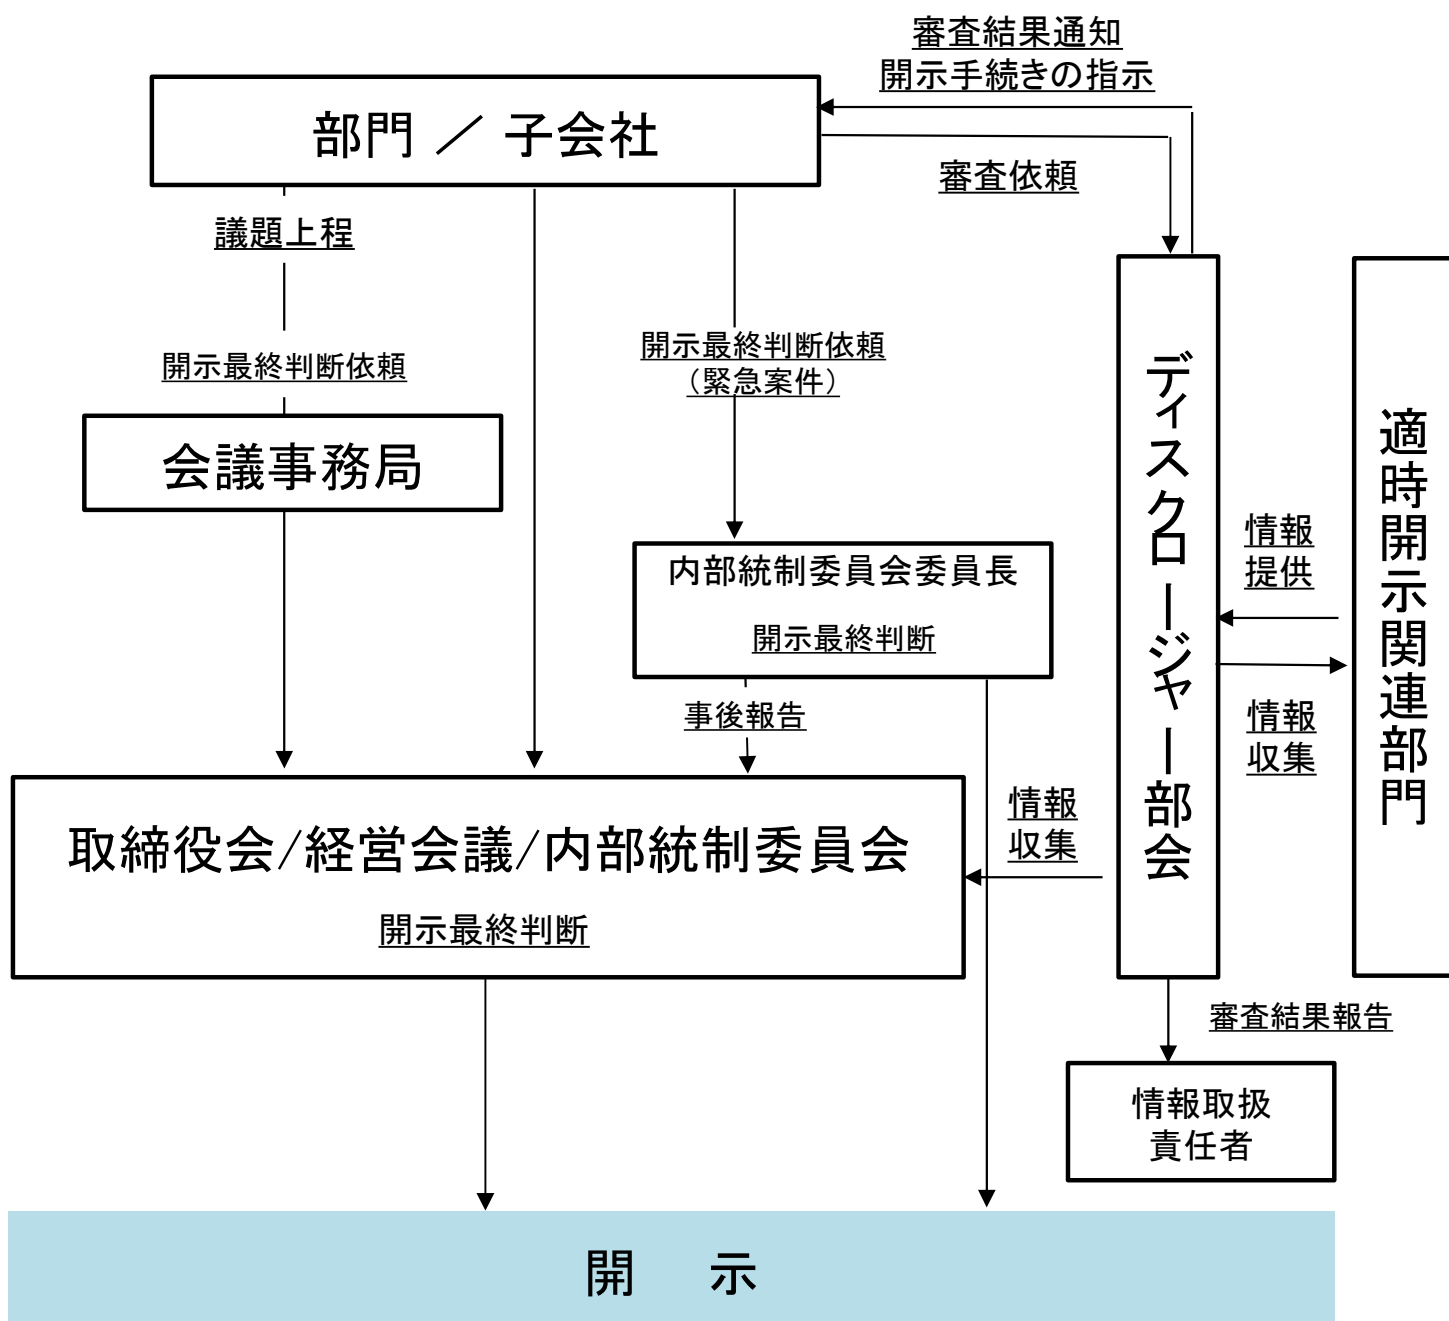 審査結果通知
開示手続きの指示
部門 ／ 子会社
審査依頼
議題上程
開示最終判断依頼
開示最終判断依頼
（緊急案件）
会議事務局
内部統制委員会委員長
開示最終判断
事後報告
ディスクロージャー部会
適時開示関連部門
情報
提供
情報
収集
情報
収集
取締役会/経営会議/内部統制委員会
開示最終判断
審査結果報告
情報取扱
責任者
開 示